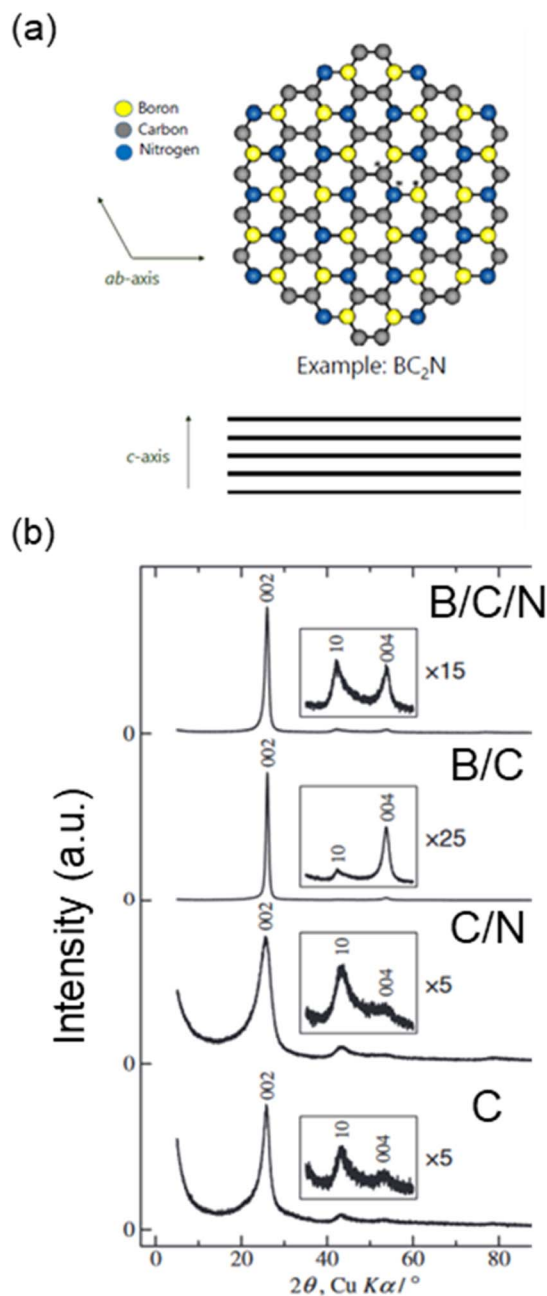 (a)
Boron
Carbon
Nitrogen
ab-axis
* * *
Example: BC₂N
c-axis
(b)
B/C/N
002
10
004
×15
0
B/C
002
10
004
×25
0
C/N
002
10
004
×5
0
C
002
10
004
×5
0
Intensity (a.u.)
0 20 40 60 80
2θ, Cu Kα/°